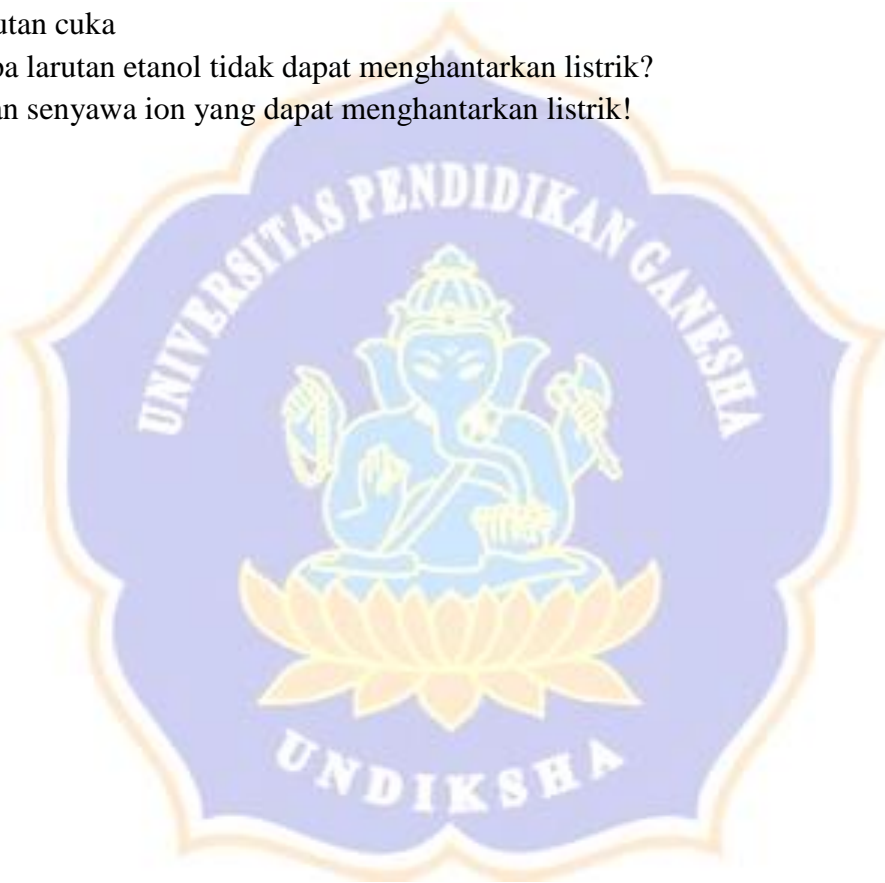 utan cuka
pa larutan etanol tidak dapat menghantarkan listrik?
an senyawa ion yang dapat menghantarkan listrik!
UNIVERSITAS PENDIDIKAN GANESHA
UNDIKSHA